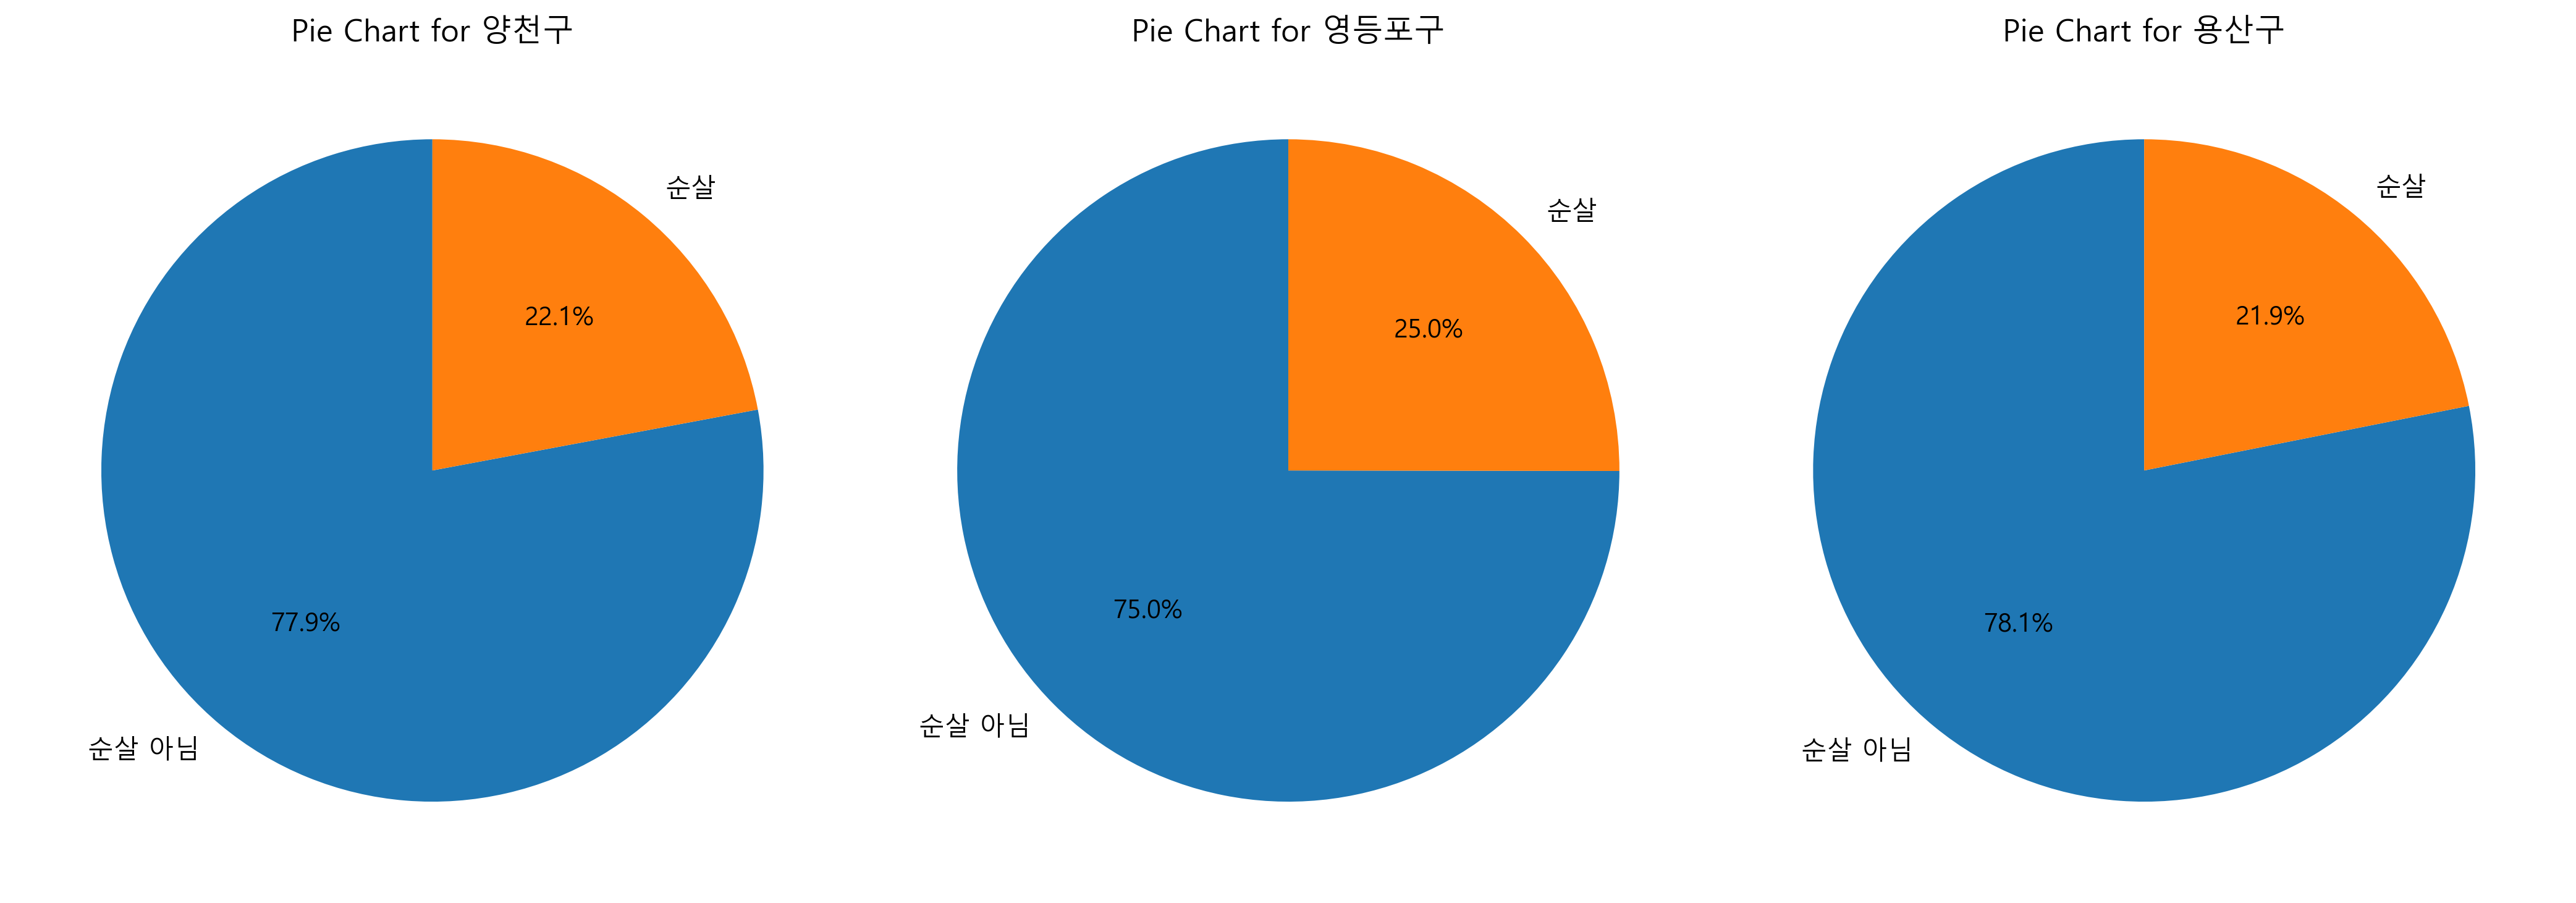 Pie Chart for 양천구
순살
22.1%
77.9%
순살 아님
Pie Chart for 영등포구
순살
25.0%
75.0%
순살 아님
Pie Chart for 용산구
순살
21.9%
78.1%
순살 아님